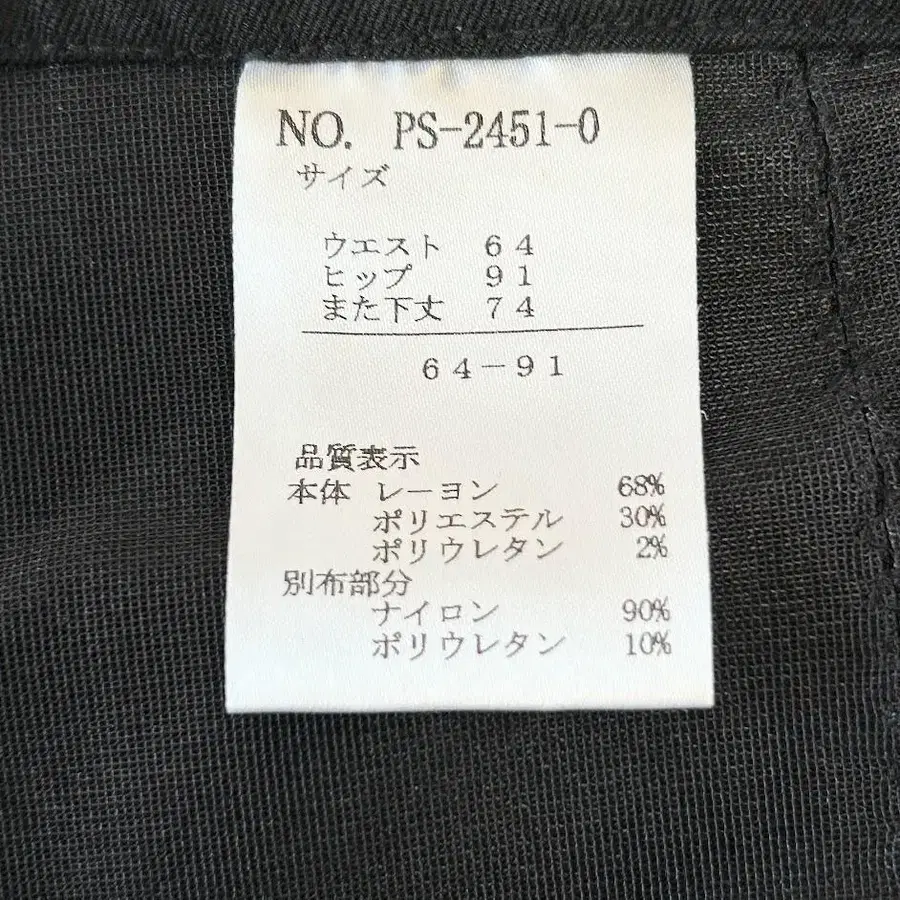 NO. PS-2451-0
サイズ
ウエスト 64
ヒップ 91
また下丈 74
64-91
品質表示
本体 レーヨン 68%
ポリエステル 30%
ポリウレタン 2%
別布部分
ナイロン 90%
ポリウレタン 10%